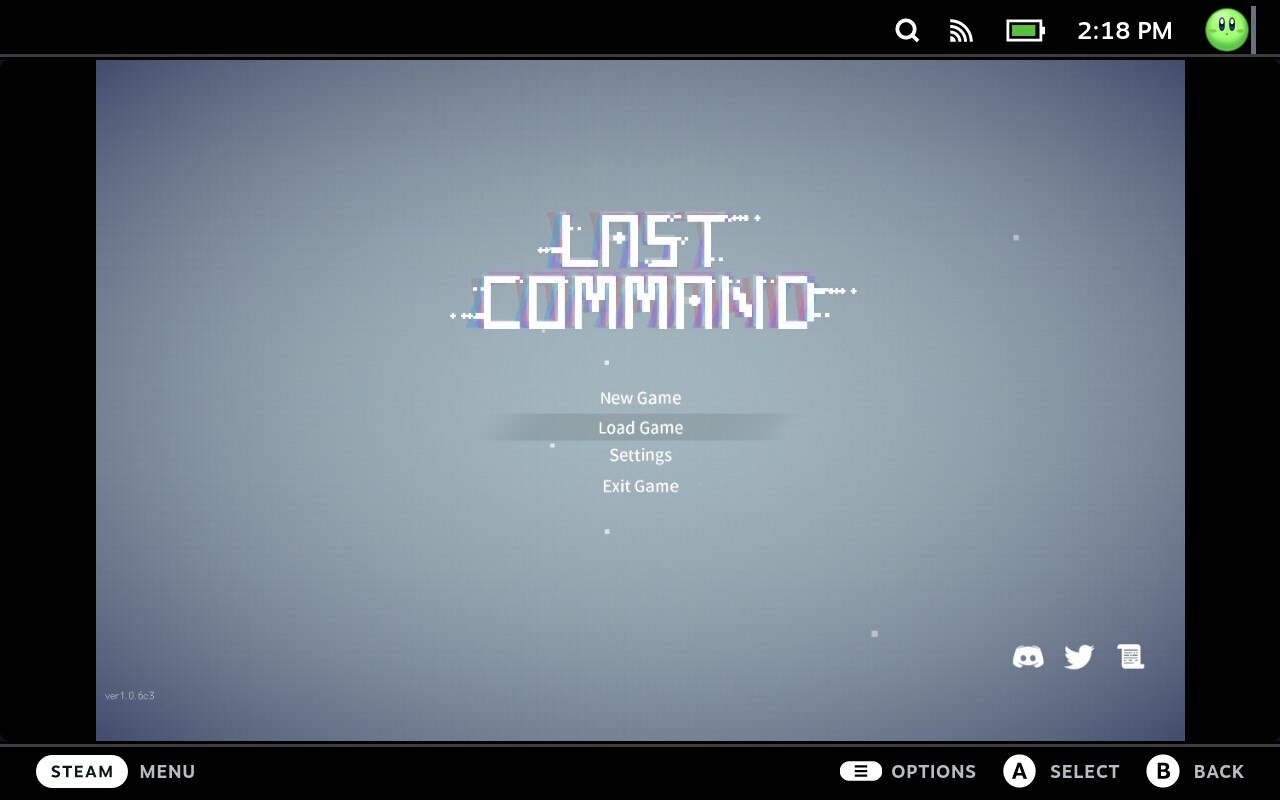 2:18 PM
LAST
COMMAND
New Game
Load Game
Settings
Exit Game
ver1.0.6c3
STEAM MENU
OPTIONS A SELECT B BACK